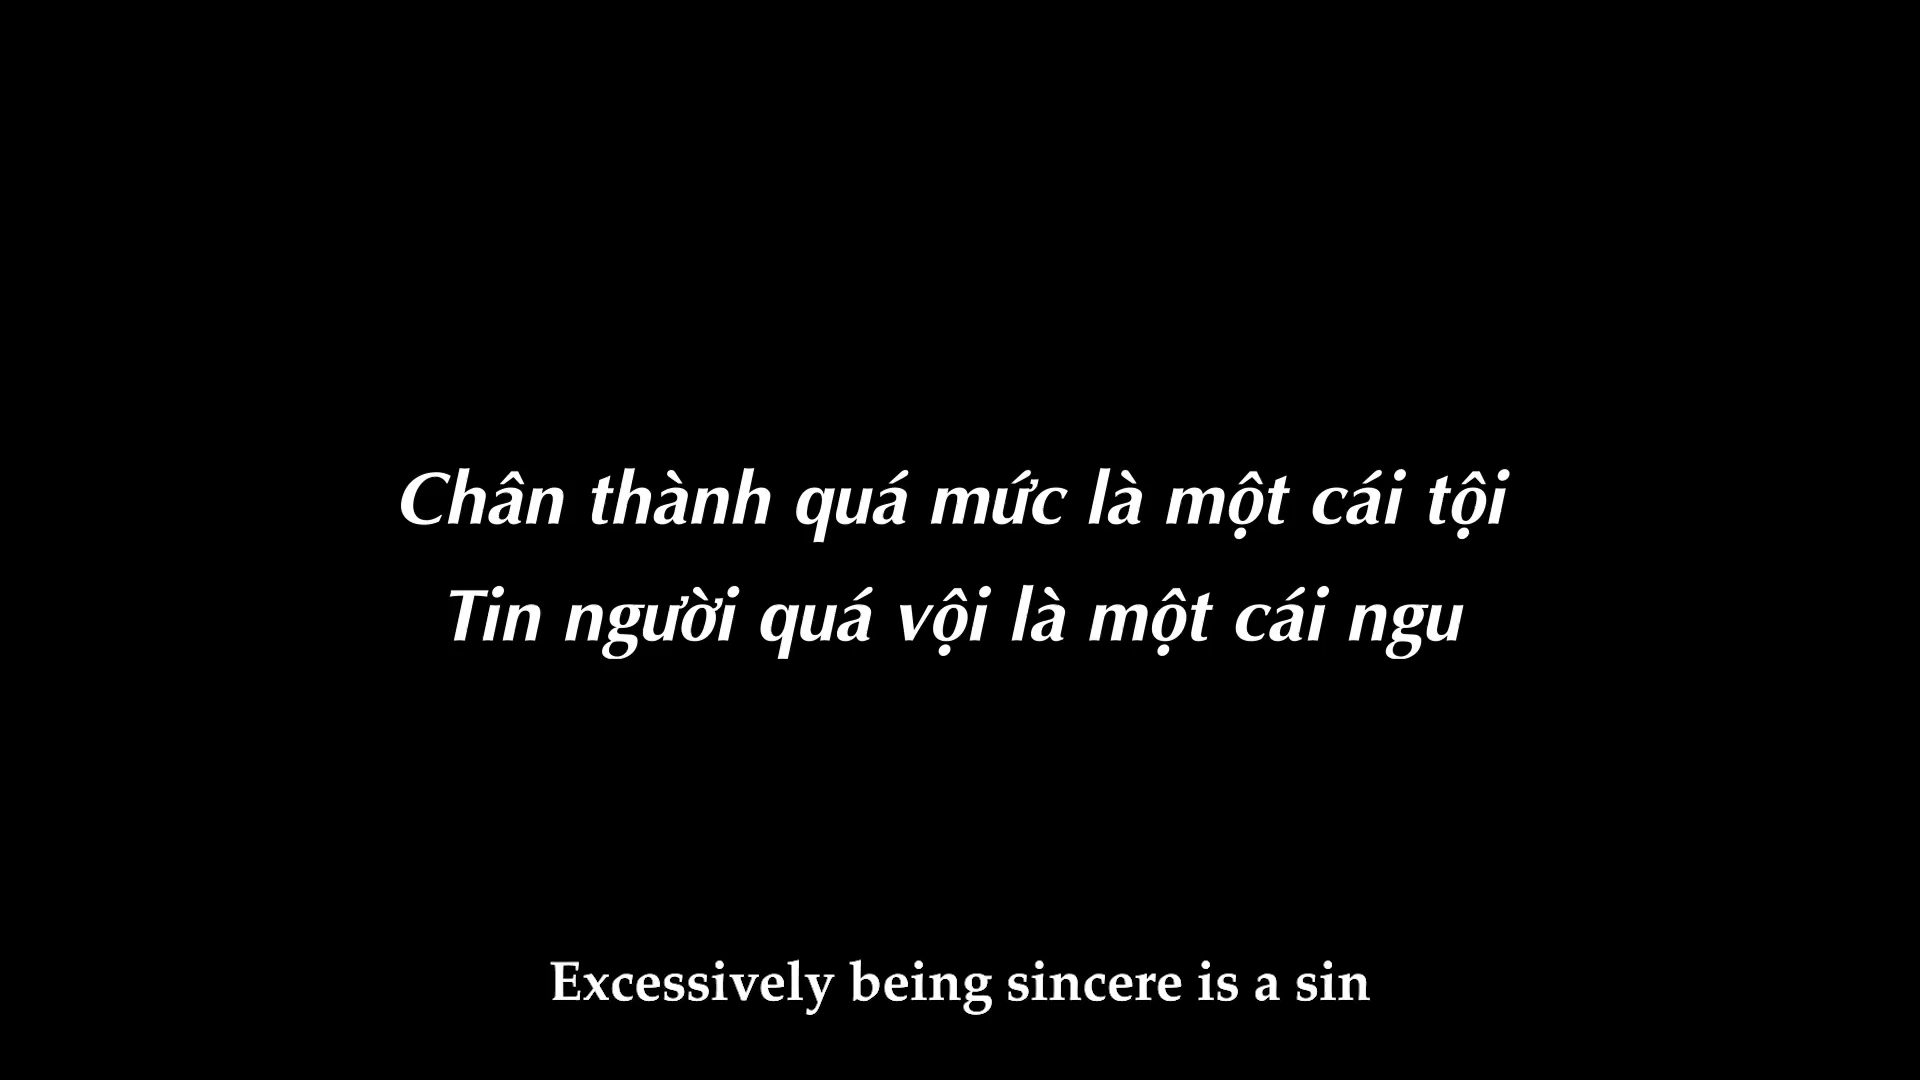 Chân thành quá mức là một cái tội
Tin người quá vội là một cái ngu
Excessively being sincere is a sin